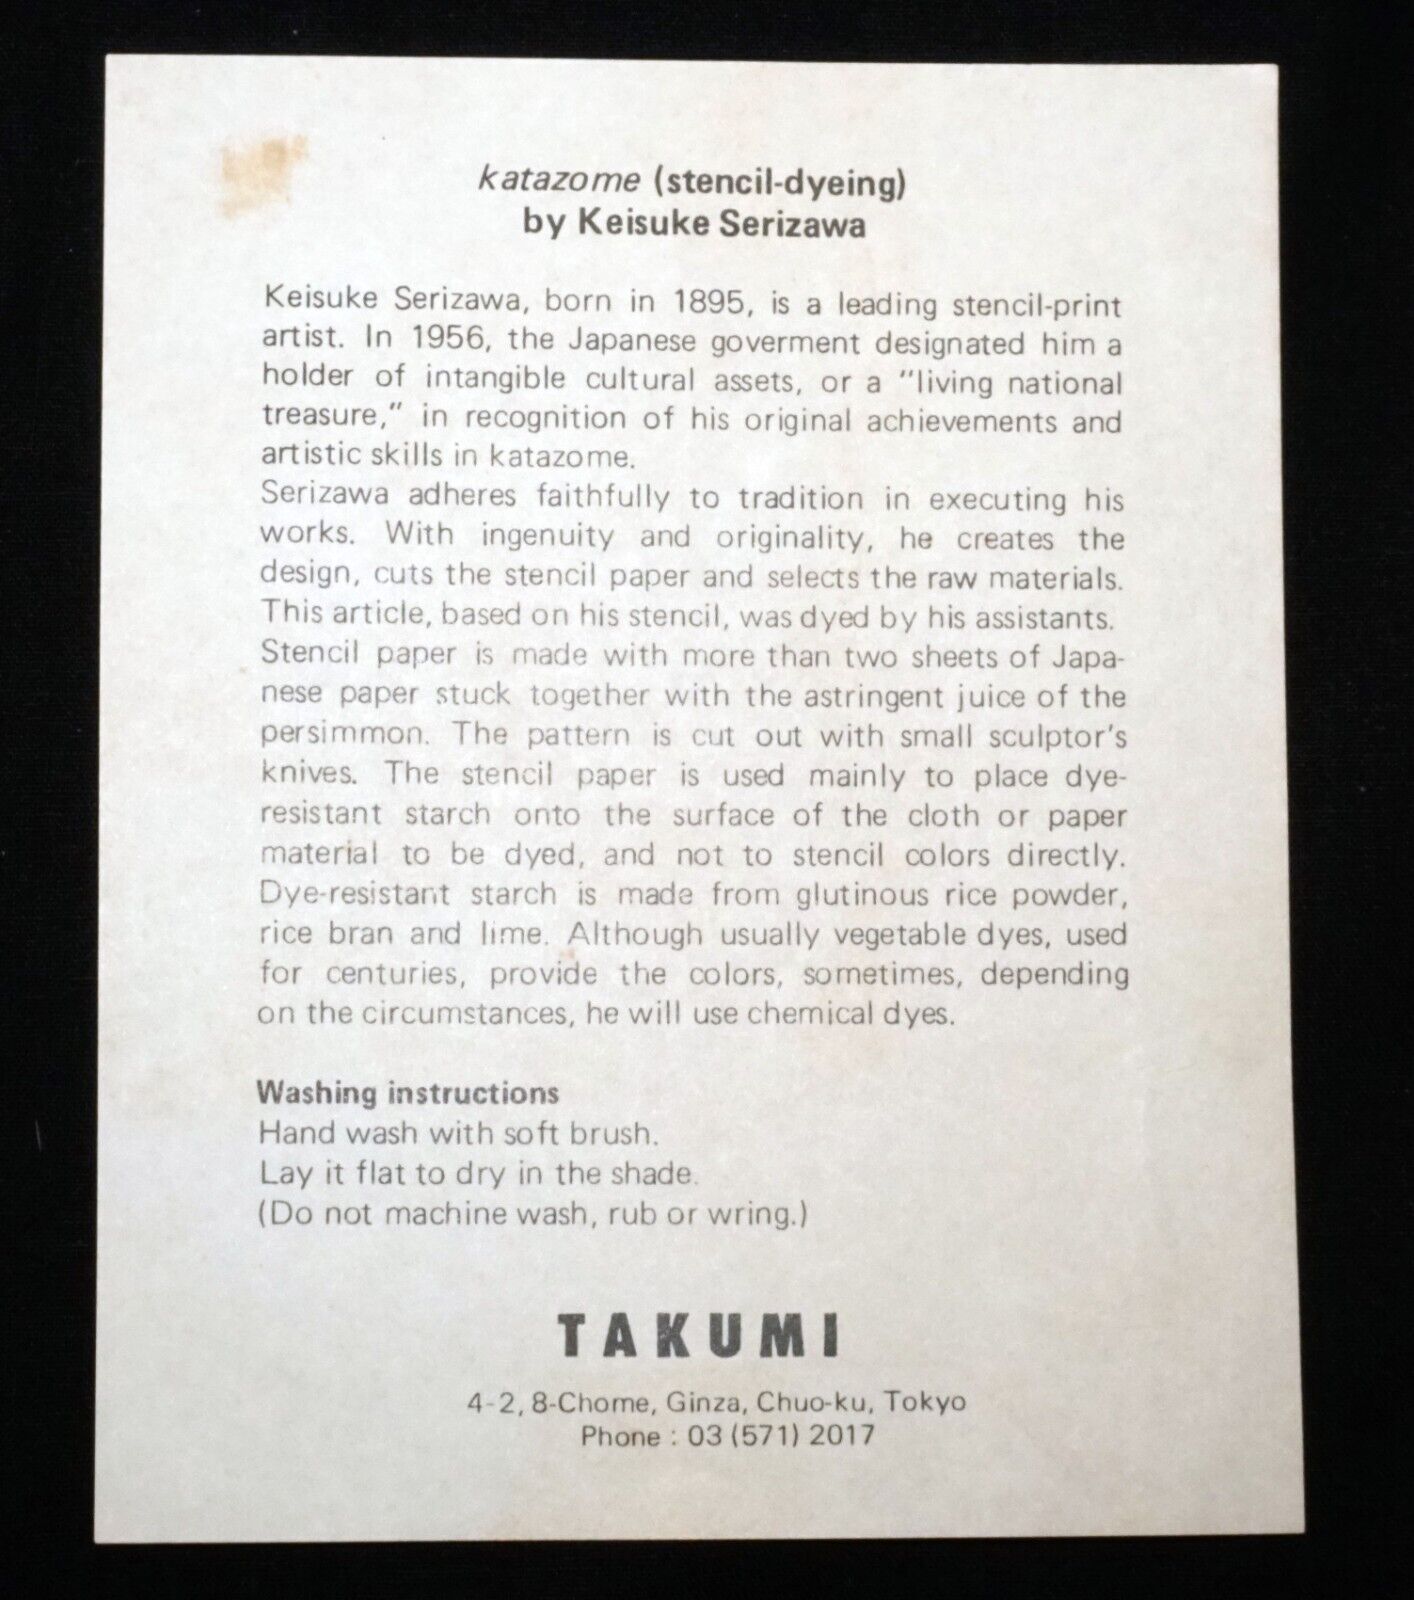 katazome (stencil-dyeing)
by Keisuke Serizawa
Keisuke Serizawa, born in 1895, is a leading stencil-print
artist. In 1956, the Japanese goverment designated him a
holder of intangible cultural assets, or a "living national
treasure," in recognition of his original achievements and
artistic skills in katazome.
Serizawa adheres faithfully to tradition in executing his
works. With ingenuity and originality, he creates the
design, cuts the stencil paper and selects the raw materials.
This article, based on his stencil, was dyed by his assistants.
Stencil paper is made with more than two sheets of Japa-
nese paper stuck together with the astringent juice of the
persimmon. The pattern is cut out with small sculptor's
knives. The stencil paper is used mainly to place dye-
resistant starch onto the surface of the cloth or paper
material to be dyed, and not to stencil colors directly.
Dye-resistant starch is made from glutinous rice powder,
rice bran and lime. Although usually vegetable dyes, used
for centuries, provide the colors, sometimes, depending
on the circumstances, he will use chemical dyes.
Washing instructions
Hand wash with soft brush.
Lay it flat to dry in the shade.
(Do not machine wash, rub or wring.)
TAKUMI
4-2, 8-Chome, Ginza, Chuo-ku, Tokyo
Phone : 03 (571) 2017